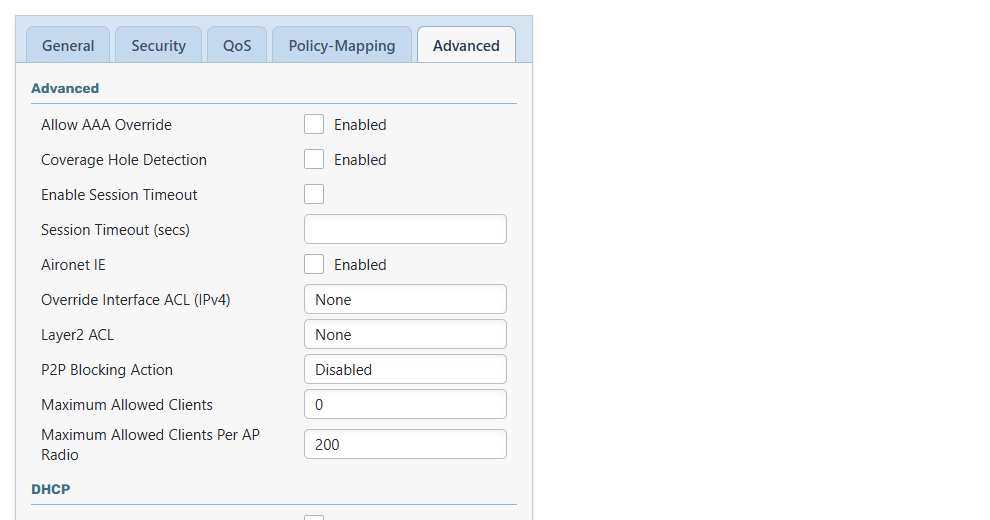 General Security QoS Policy-Mapping Advanced
Advanced
Allow AAA Override Enabled
Coverage Hole Detection Enabled
Enable Session Timeout
Session Timeout (secs)
Aironet IE Enabled
Override Interface ACL (IPv4) None
Layer2 ACL None
P2P Blocking Action Disabled
Maximum Allowed Clients 0
Maximum Allowed Clients Per AP
Radio 200
DHCP